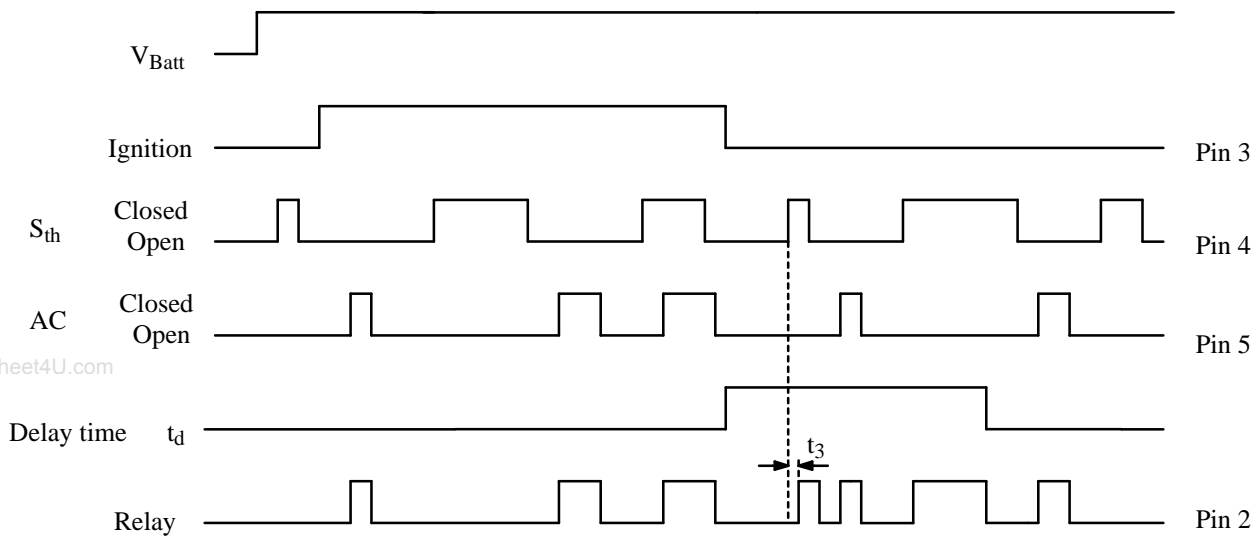 V_Batt
Ignition Pin 3
S_th Closed
Open Pin 4
AC Closed
Open Pin 5
heet4U.com
Delay time t_d
t_3
Relay Pin 2